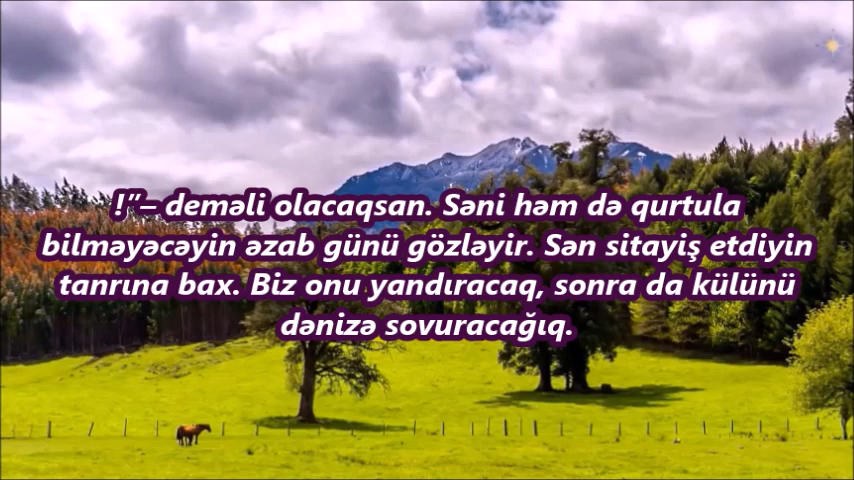 !”– deməli olacaqsan. Səni həm də qurtula
bilməyəcəyin əzab günü gözləyir. Sən sitayiş etdiyin
tanrına bax. Biz onu yandıracaq, sonra da külünü
dənizə sovuracağıq.